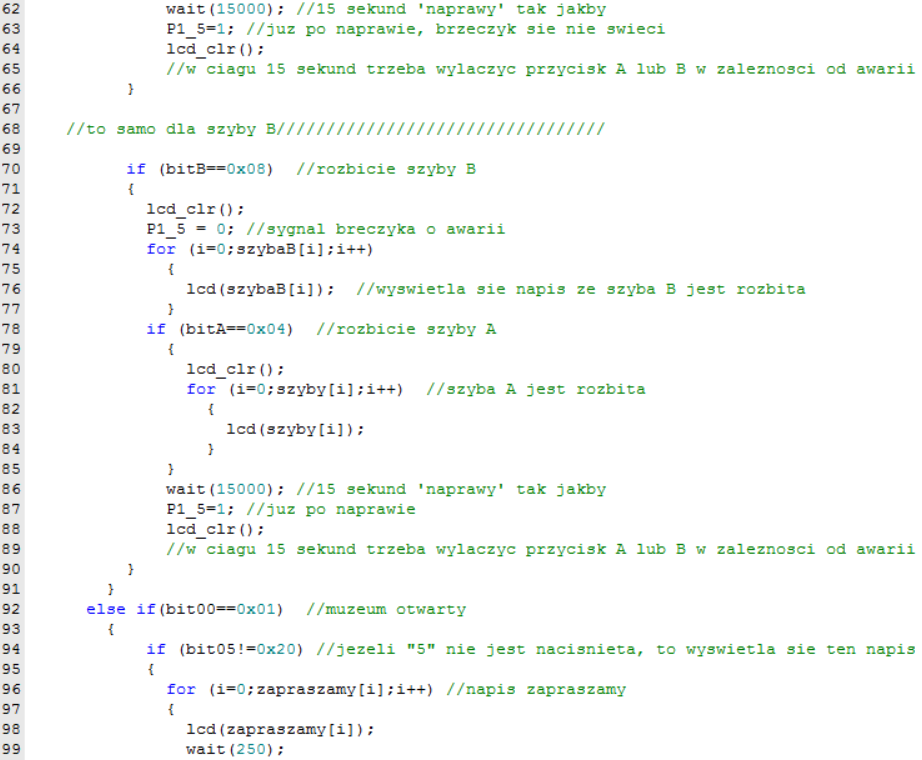 62 wait(15000); //15 sekund 'naprawy' tak jakby
63 P1_5=1; //juz po naprawie, brzeczyk sie nie swieci
64 lcd_clr();
65 //w ciagu 15 sekund trzeba wylaczyc przycisk A lub B w zaleznosci od awarii
66 }
67
68 //to samo dla szyby B/////////////////////////////////
69
70 if (bitB==0x08) //rozbicie szyby B
71 {
72 lcd_clr();
73 P1_5 = 0; //sygnal breczyka o awarii
74 for (i=0;szybaB[i];i++)
75 {
76 lcd(szybaB[i]); //wyswietla sie napis ze szyba B jest rozbita
77 }
78 if (bitA==0x04) //rozbicie szyby A
79 {
80 lcd_clr();
81 for (i=0;szyby[i];i++) //szyba A jest rozbita
82 {
83 lcd(szyby[i]);
84 }
85 }
86 wait(15000); //15 sekund 'naprawy' tak jakby
87 P1_5=1; //juz po naprawie
88 lcd_clr();
89 //w ciagu 15 sekund trzeba wylaczyc przycisk A lub B w zaleznosci od awarii
90 }
91 }
92 else if(bit00==0x01) //muzeum otwarty
93 {
94 if (bit05!=0x20) //jezeli "5" nie jest nacisnieta, to wyswietla sie ten napis
95 {
96 for (i=0;zapraszamy[i];i++) //napis zapraszamy
97 {
98 lcd(zapraszamy[i]);
99 wait(250);